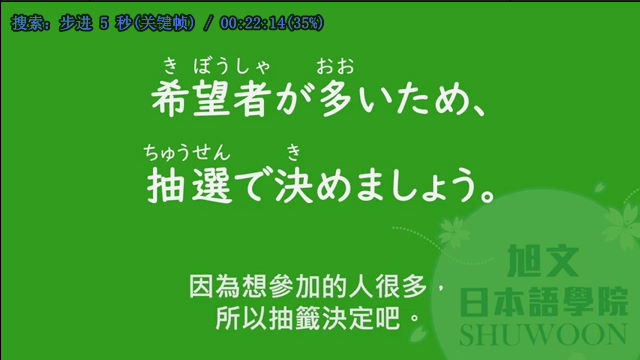 搜索: 步进 5 秒(关键帧) / 00:22:14(35%)
き ぼうしゃ おお
希望者が多いため、
ちゅうせん き
抽選で決めましょう。
因為想參加的人很多，
所以抽籤決定吧。
旭文
日本語學院
SHUWOON